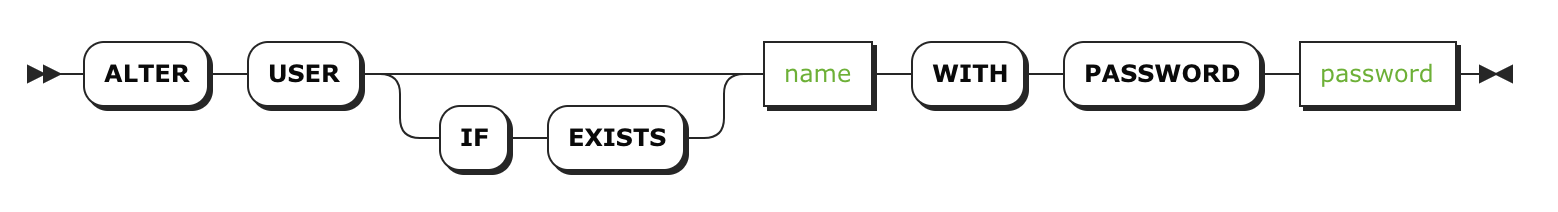 ALTER USER name WITH PASSWORD password
IF EXISTS